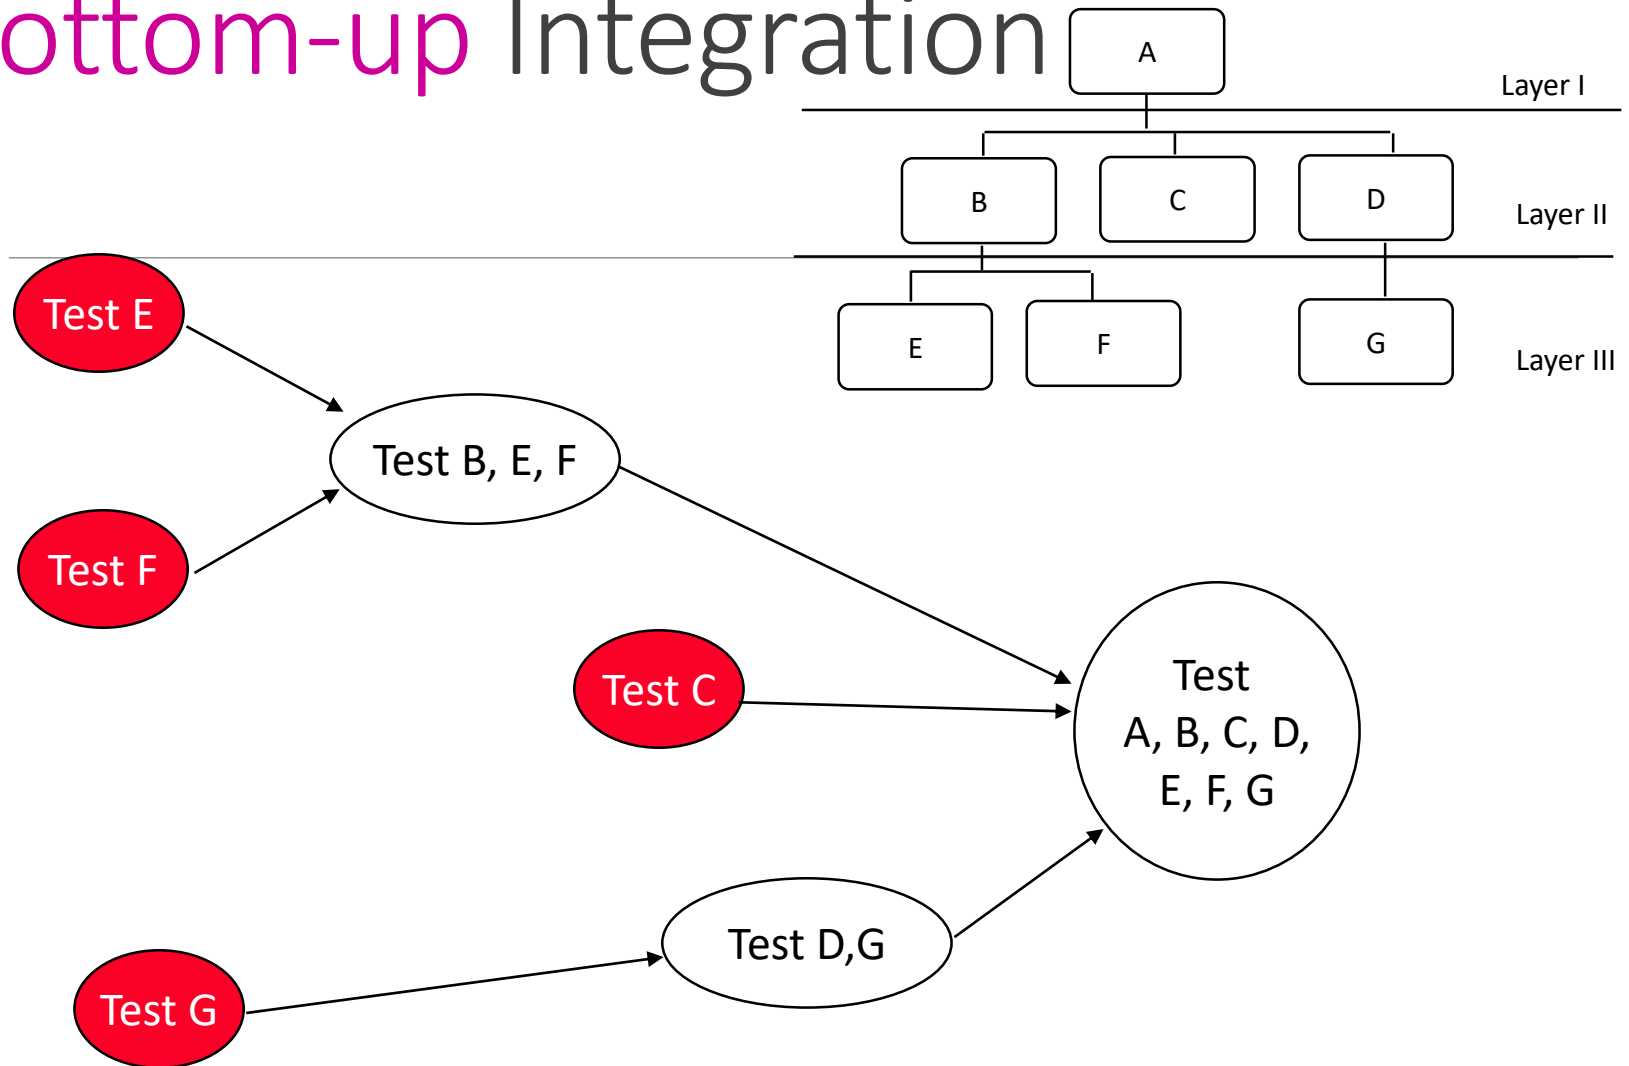 ottom-up Integration
A
Layer I
B
C
D
Layer II
E
F
G
Layer III
Test E
Test B, E, F
Test F
Test C
Test
A, B, C, D,
E, F, G
Test D,G
Test G